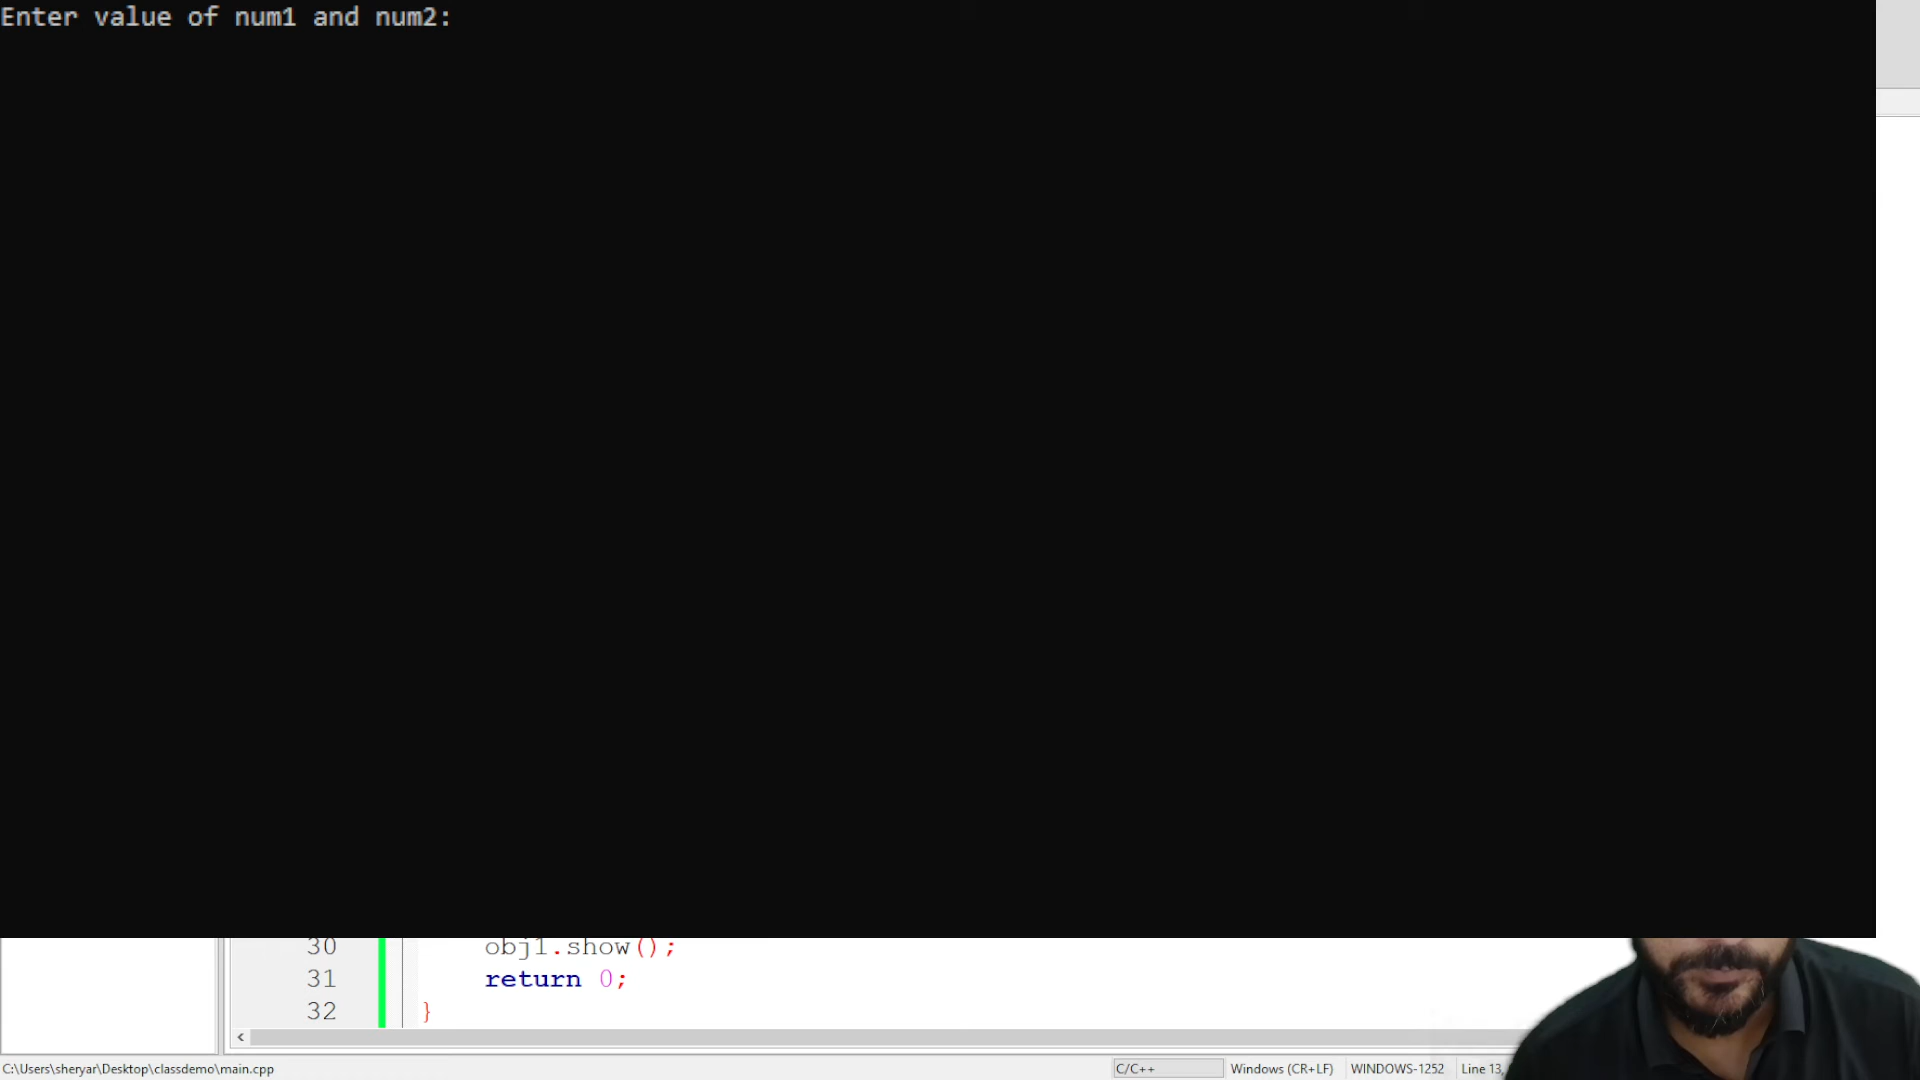 Enter value of num1 and num2:
30 obj1.show();
31 return 0;
32 }
<
C:\Users\sheryar\Desktop\classdemo\main.cpp C/C++ Windows (CR+LF) WINDOWS-1252 Line 13,